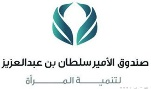 صندوق الأمير سلطان بن عبدالعزيز
لتنمية المرأة